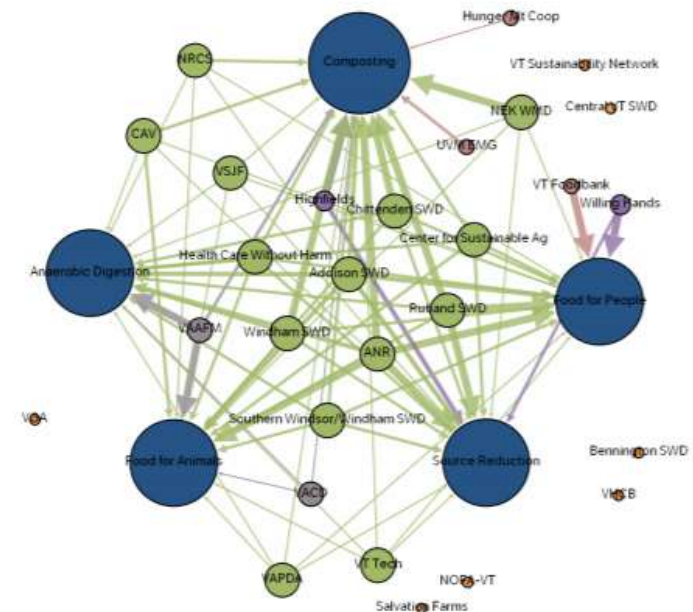 Hunger Mt Coop
NRCS
Composting
VT Sustainability Network
NEK WMD
Central VT SWD
CAV
UVM EMG
VSJF
VT Foodbank
Highfields
Willing Hands
Chittenden SWD
Center for Sustainable Ag
Health Care Without Harm
Anaerobic Digestion
Addison SWD
Food for People
Rutland SWD
VAAFM
Windham SWD
ANR
VGA
Southern Windsor/Windham SWD
Bennington SWD
Food for Animals
Source Reduction
VACD
VHCB
VAPDA
VT Tech
NOFA-VT
Salvation Farms